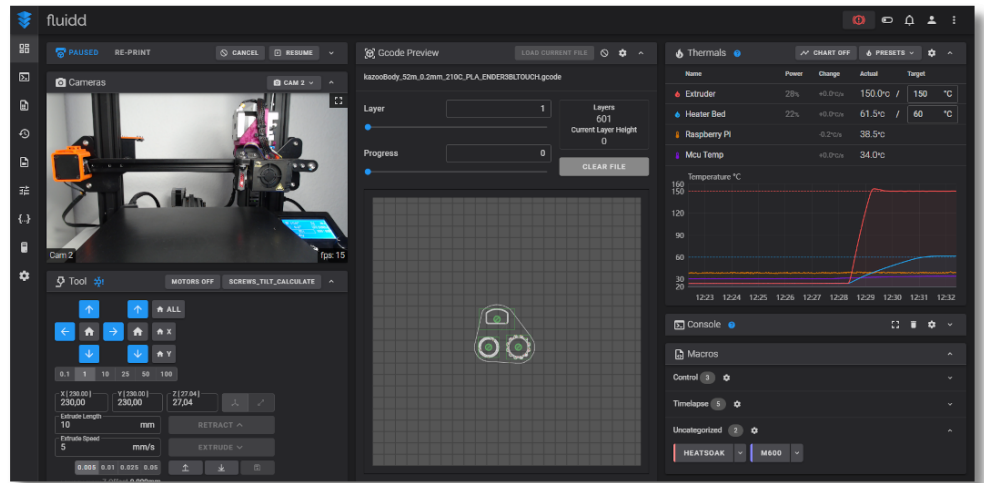 fluidd
PAUSED
RE-PRINT
CANCEL
RESUME
Cameras
CAM 2
Cam 2
fps: 15
Tool
MOTORS OFF
SCREWS_TILT_CALCULATE
ALL
X
Y
0.1 1 10 25 50 100
X [ 230.00 ]
230,00
Y [ 230.00 ]
230,00
Z [ 27.04 ]
27,04
Extrude Length
10 mm
RETRACT
Extrude Speed
5 mm/s
EXTRUDE
0.005 0.01 0.025 0.05
Z Offset 0.000mm
Gcode Preview
LOAD CURRENT FILE
kazooBody_52m_0.2mm_210C_PLA_ENDER3BLTOUCH.gcode
Layer
1
Layers
601
Current Layer Height
0
Progress
0
CLEAR FILE
Thermals
CHART OFF
PRESETS
Name Power Change Actual Target
Extruder 28% +0.0°C/s 150.0°C / 150 °C
Heater Bed 22% +0.0°C/s 61.5°C / 60 °C
Raspberry Pi -0.2°C/s 38.5°C
Mcu Temp +0.0°C/s 34.0°C
Temperature °C
160
150
120
90
60
30
20
12:23 12:24 12:25 12:26 12:27 12:28 12:29 12:30 12:31 12:32
Console
Macros
Control 3
Timelapse 5
Uncategorized 2
HEATSOAK
M600